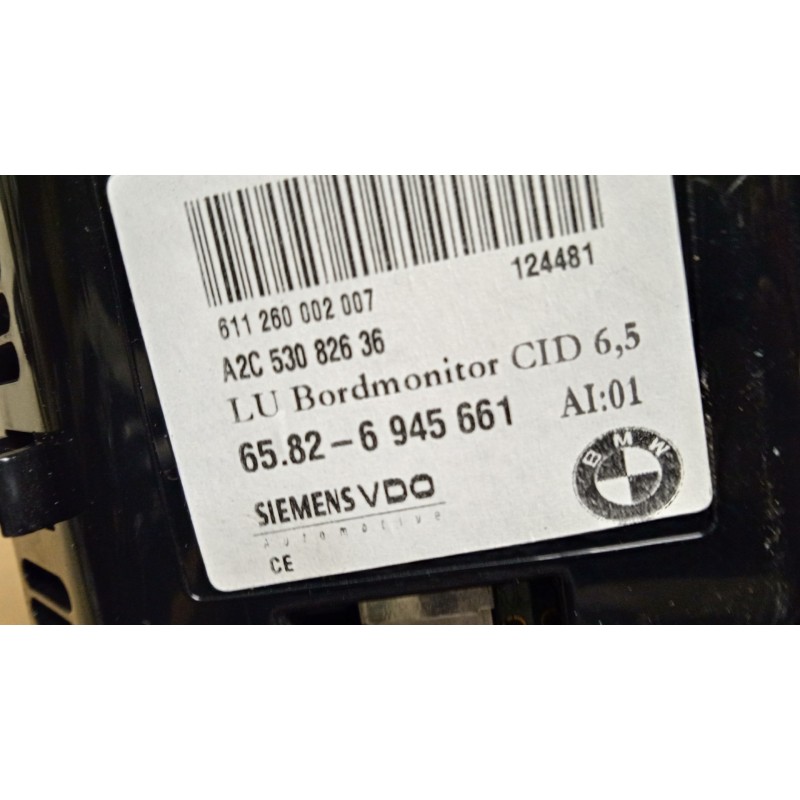 124481
611 260 002 007
A2C 530 826 36
LU Bordmonitor CID 6,5
65.82-6 945 661 AI:01
BMW
SIEMENS VDO
Automotive
CE